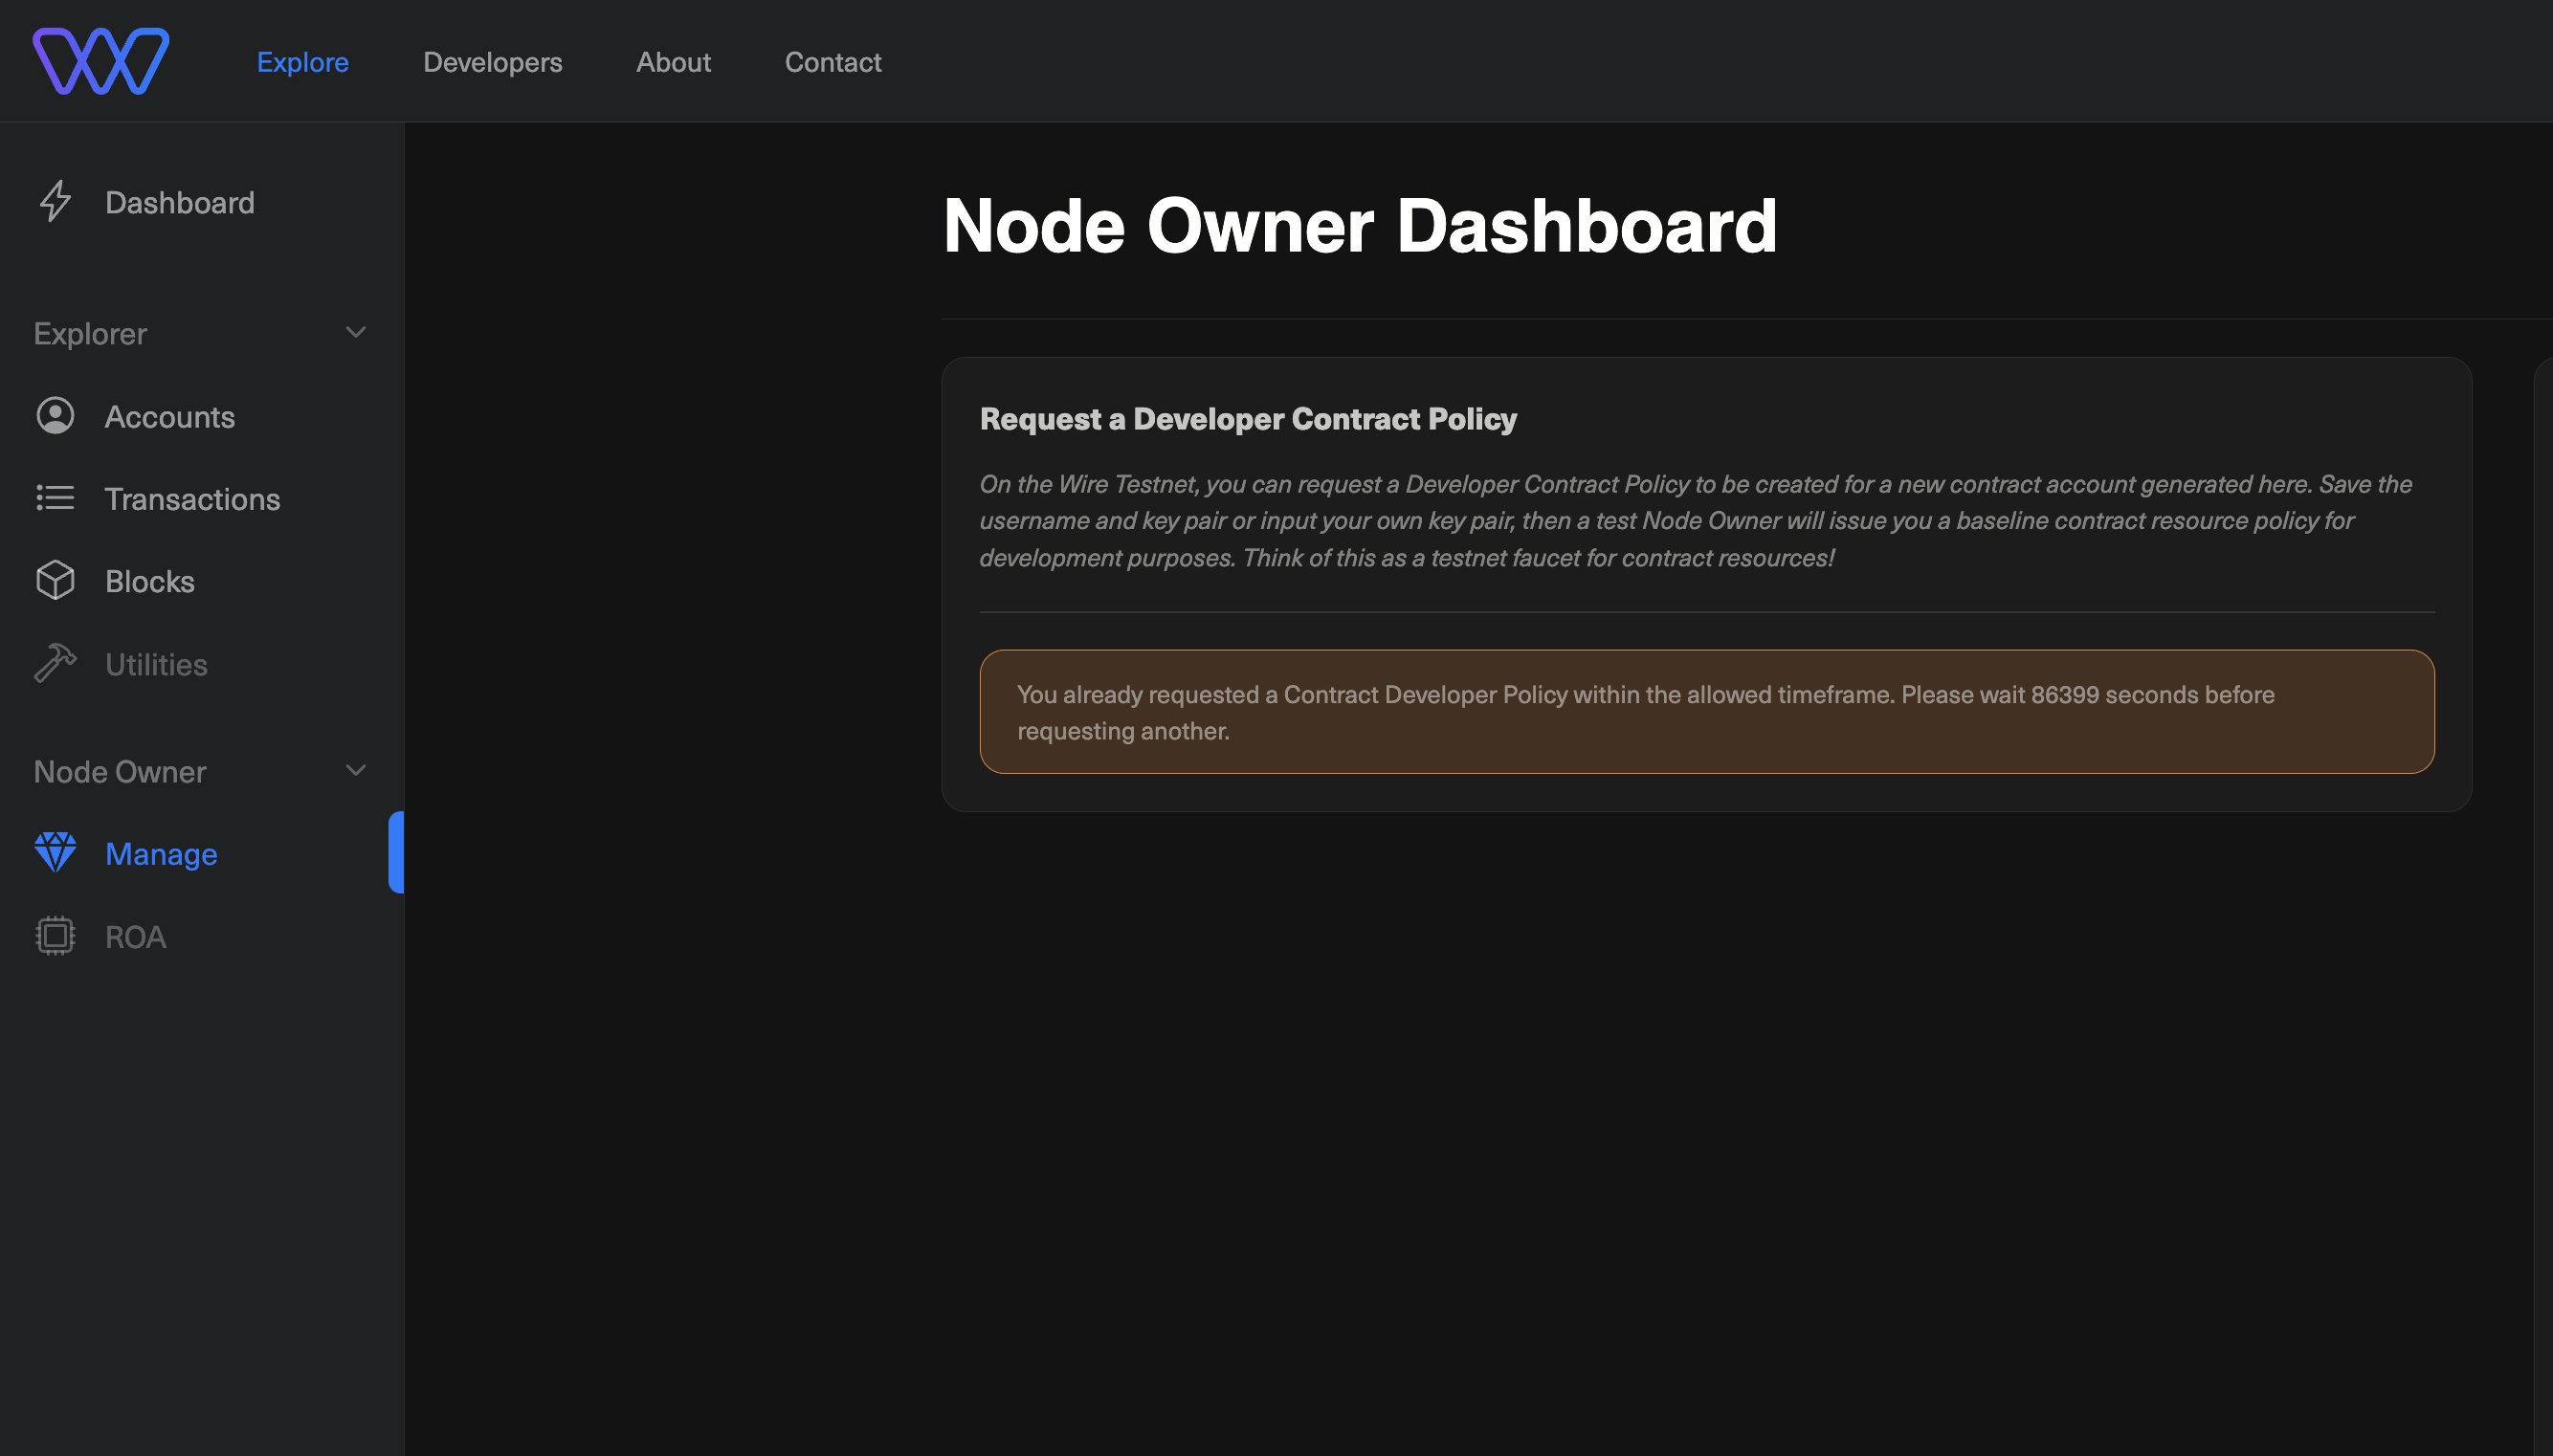 Explore
Developers
About
Contact
Dashboard
Explorer
Accounts
Transactions
Blocks
Utilities
Node Owner
Manage
ROA
Node Owner Dashboard
Request a Developer Contract Policy
On the Wire Testnet, you can request a Developer Contract Policy to be created for a new contract account generated here. Save the
username and key pair or input your own key pair, then a test Node Owner will issue you a baseline contract resource policy for
development purposes. Think of this as a testnet faucet for contract resources!
You already requested a Contract Developer Policy within the allowed timeframe. Please wait 86399 seconds before
requesting another.